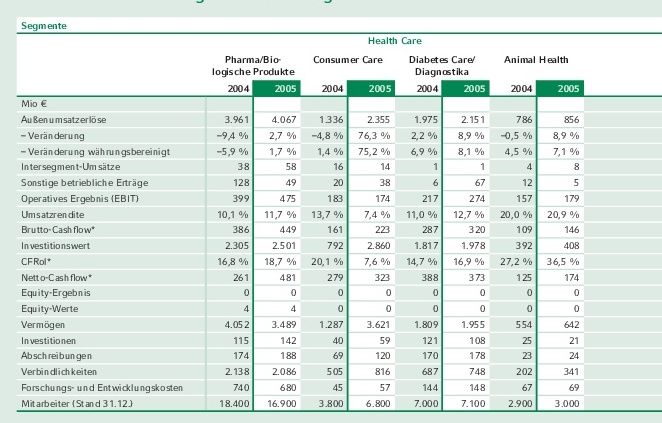 Segmente
Health Care
Pharma/Bio- Consumer Care Diabetes Care/ Animal Health
logische Produkte Diagnostika
2004 2005 2004 2005 2004 2005 2004 2005
Mio €
Außenumsatzerlöse 3.961 4.067 1.336 2.355 1.975 2.151 786 856
– Veränderung –9,4 % 2,7 % –4,8 % 76,3 % 2,2 % 8,9 % –0,5 % 8,9 %
– Veränderung währungsbereinigt –5,9 % 1,7 % 1,4 % 75,2 % 6,9 % 8,1 % 4,5 % 7,1 %
Intersegment-Umsätze 38 58 16 14 1 1 4 8
Sonstige betriebliche Erträge 128 49 20 38 6 67 12 5
Operatives Ergebnis (EBIT) 399 475 183 174 217 274 157 179
Umsatzrendite 10,1 % 11,7 % 13,7 % 7,4 % 11,0 % 12,7 % 20,0 % 20,9 %
Brutto-Cashflow* 386 449 161 223 287 320 109 146
Investitionswert 2.305 2.501 792 2.860 1.817 1.978 392 408
CFRoI* 16,8 % 18,7 % 20,1 % 7,6 % 14,7 % 16,9 % 27,2 % 36,5 %
Netto-Cashflow* 261 481 279 323 388 373 125 174
Equity-Ergebnis 0 0 0 0 0 0 0 0
Equity-Werte 4 4 0 0 0 0 0 0
Vermögen 4.052 3.489 1.287 3.621 1.809 1.955 554 642
Investitionen 115 142 40 59 121 108 25 21
Abschreibungen 174 188 69 120 170 178 23 24
Verbindlichkeiten 2.138 2.086 505 816 687 748 202 341
Forschungs- und Entwicklungskosten 740 680 45 57 144 148 67 69
Mitarbeiter (Stand 31.12.) 18.400 16.900 3.800 6.800 7.000 7.100 2.900 3.000